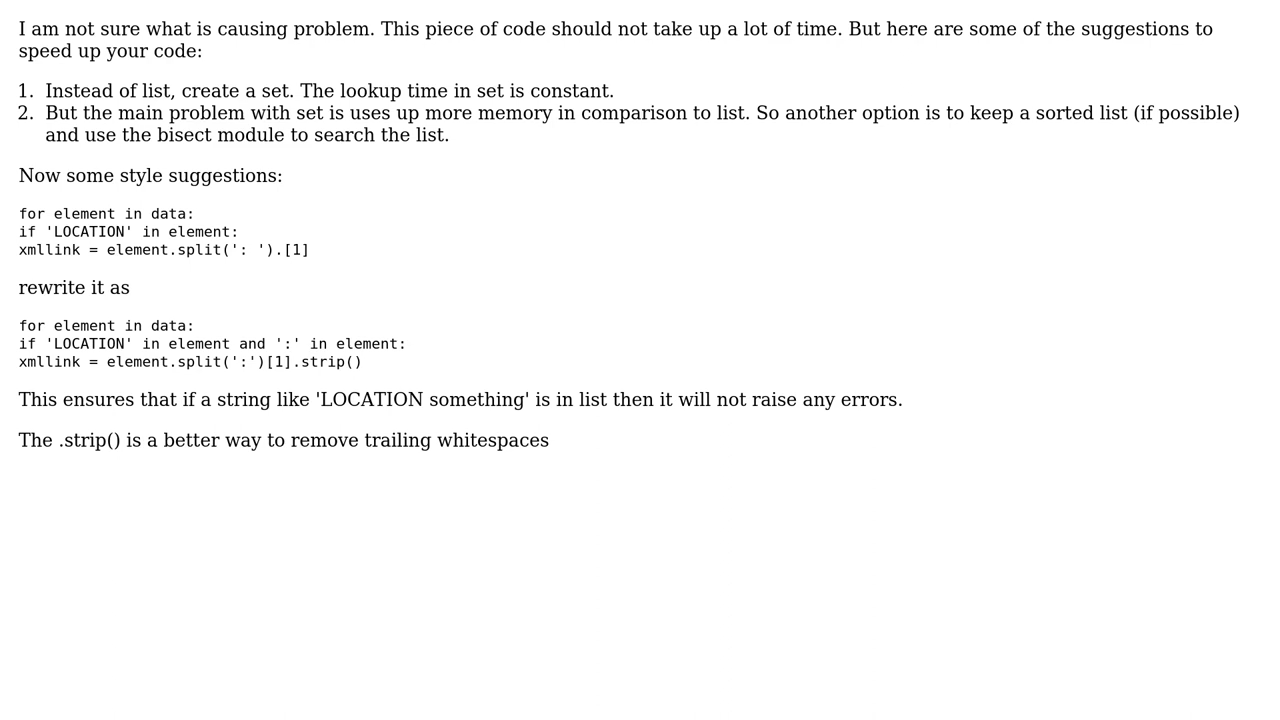 I am not sure what is causing problem. This piece of code should not take up a lot of time. But here are some of the suggestions to
speed up your code:
1. Instead of list, create a set. The lookup time in set is constant.
2. But the main problem with set is uses up more memory in comparison to list. So another option is to keep a sorted list (if possible)
and use the bisect module to search the list.
Now some style suggestions:
for element in data:
if 'LOCATION' in element:
xmllink = element.split(': ').[1]
rewrite it as
for element in data:
if 'LOCATION' in element and ':' in element:
xmllink = element.split(':')[1].strip()
This ensures that if a string like 'LOCATION something' is in list then it will not raise any errors.
The .strip() is a better way to remove trailing whitespaces